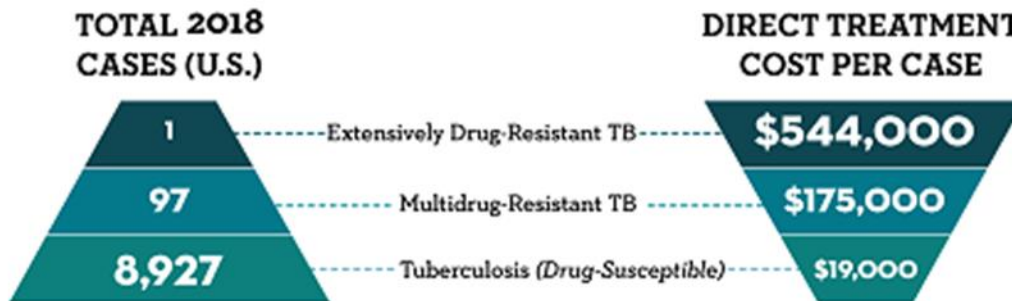 TOTAL 2018
CASES (U.S.)
DIRECT TREATMENT
COST PER CASE
1
Extensively Drug-Resistant TB
$544,000
97
Multidrug-Resistant TB
$175,000
8,927
Tuberculosis (Drug-Susceptible)
$19,000